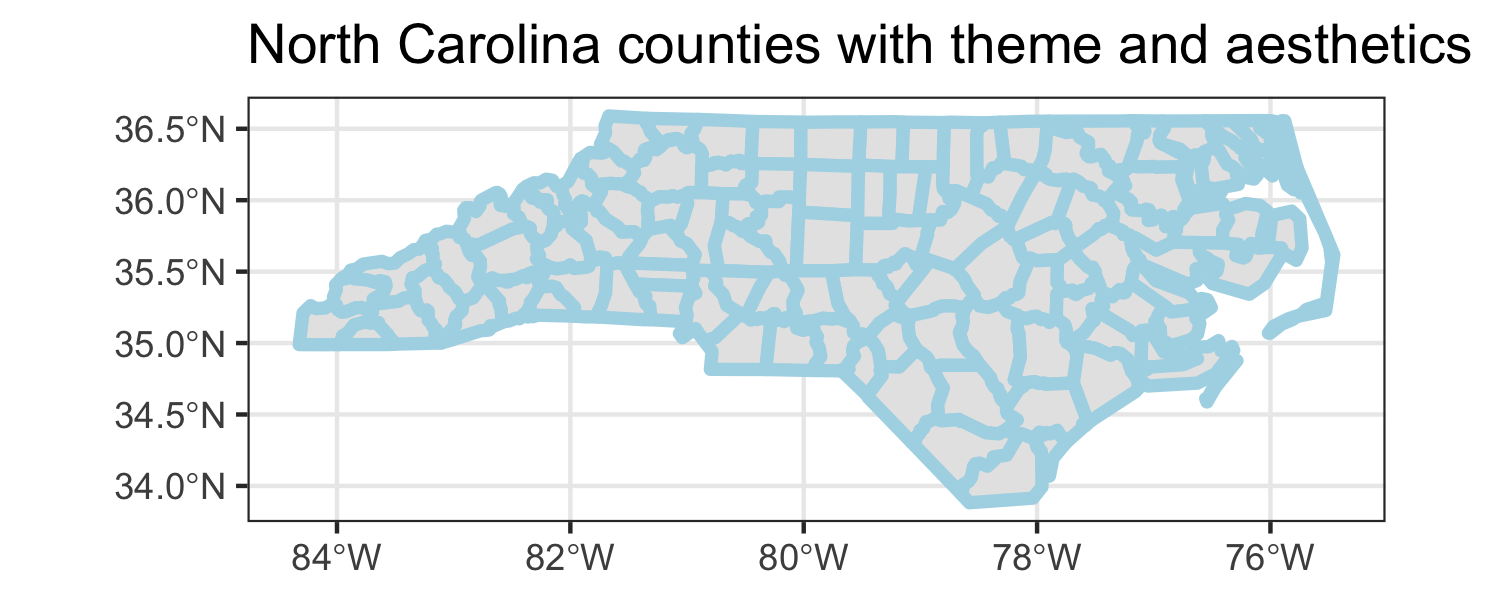 North Carolina counties with theme and aesthetics
36.5°N
36.0°N
35.5°N
35.0°N
34.5°N
34.0°N
84°W 82°W 80°W 78°W 76°W